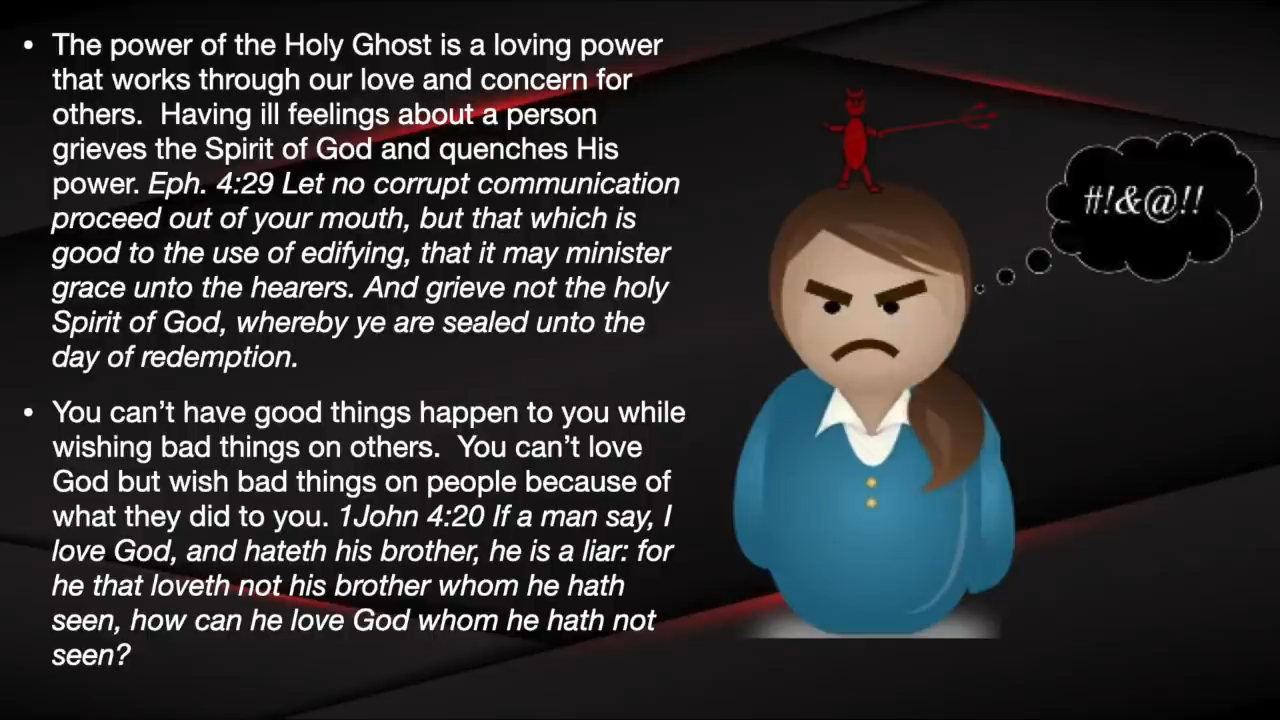 • The power of the Holy Ghost is a loving power
that works through our love and concern for
others.  Having ill feelings about a person
grieves the Spirit of God and quenches His
power. Eph. 4:29 Let no corrupt communication
proceed out of your mouth, but that which is
good to the use of edifying, that it may minister
grace unto the hearers. And grieve not the holy
Spirit of God, whereby ye are sealed unto the
day of redemption.
• You can’t have good things happen to you while
wishing bad things on others.  You can’t love
God but wish bad things on people because of
what they did to you. 1John 4:20 If a man say, I
love God, and hateth his brother, he is a liar: for
he that loveth not his brother whom he hath
seen, how can he love God whom he hath not
seen?
#!&@!!